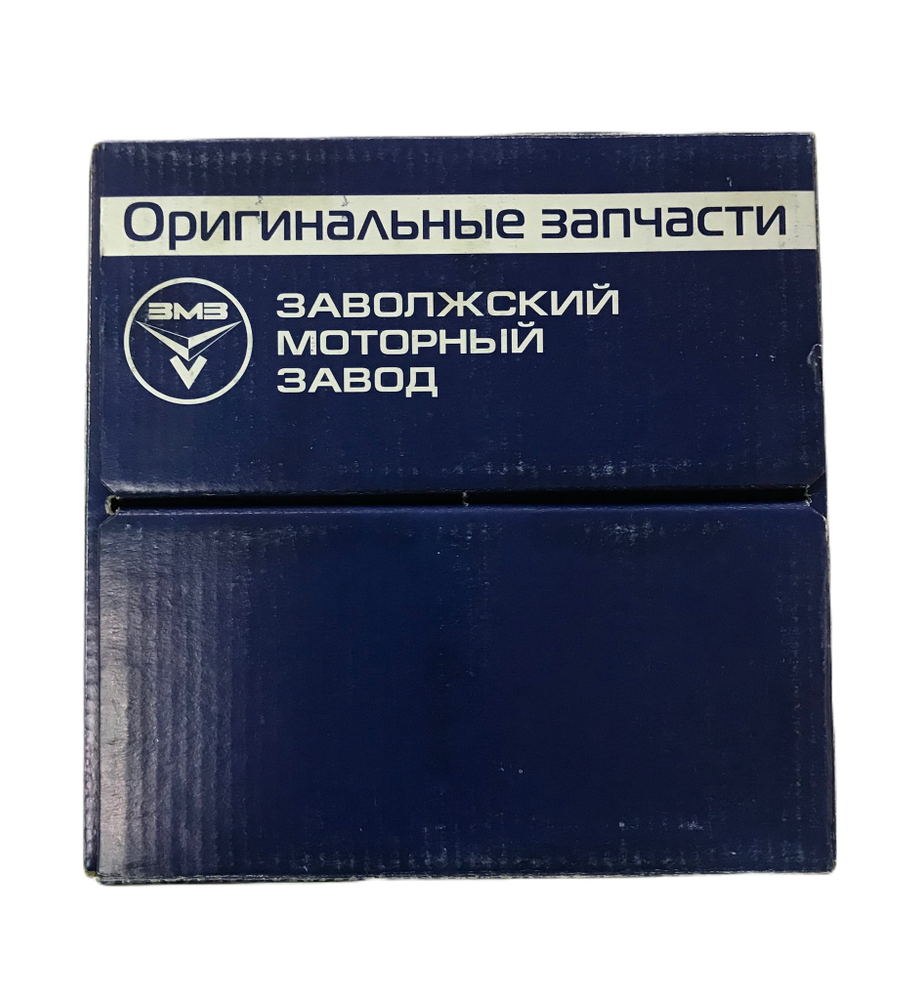 Оригинальные запчасти
ЗМЗ
ЗАВОЛЖСКИЙ
МОТОРНЫЙ
ЗАВОД